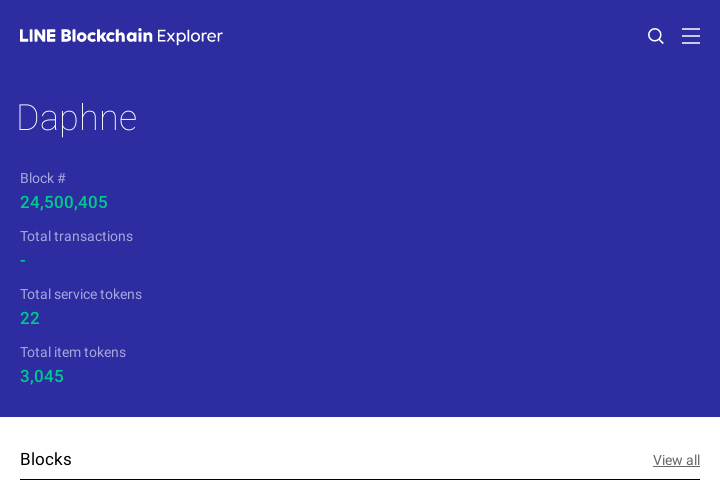 LINE Blockchain Explorer
Daphne
Block #
24,500,405
Total transactions
-
Total service tokens
22
Total item tokens
3,045
Blocks View all